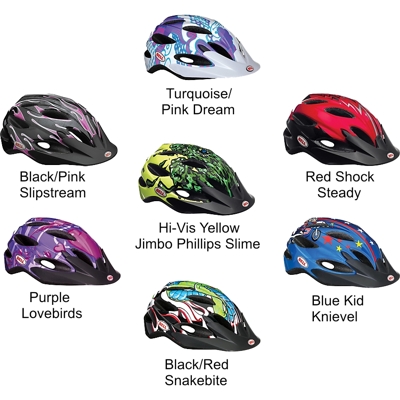 Turquoise/
Pink Dream
Black/Pink
Slipstream
Hi-Vis Yellow
Jimbo Phillips Slime
Red Shock
Steady
Purple
Lovebirds
Blue Kid
Knievel
Black/Red
Snakebite